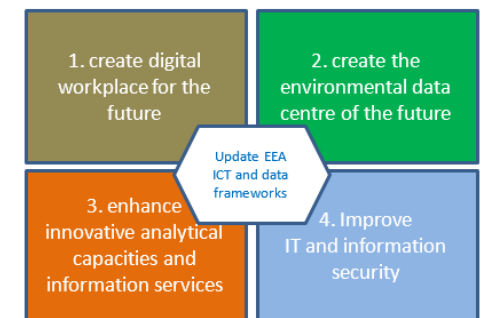 1. create digital
workplace for the
future
2. create the
environmental data
centre of the future
Update EEA
ICT and data
frameworks
3. enhance
innovative analytical
capacities and
information services
4. Improve
IT and information
security